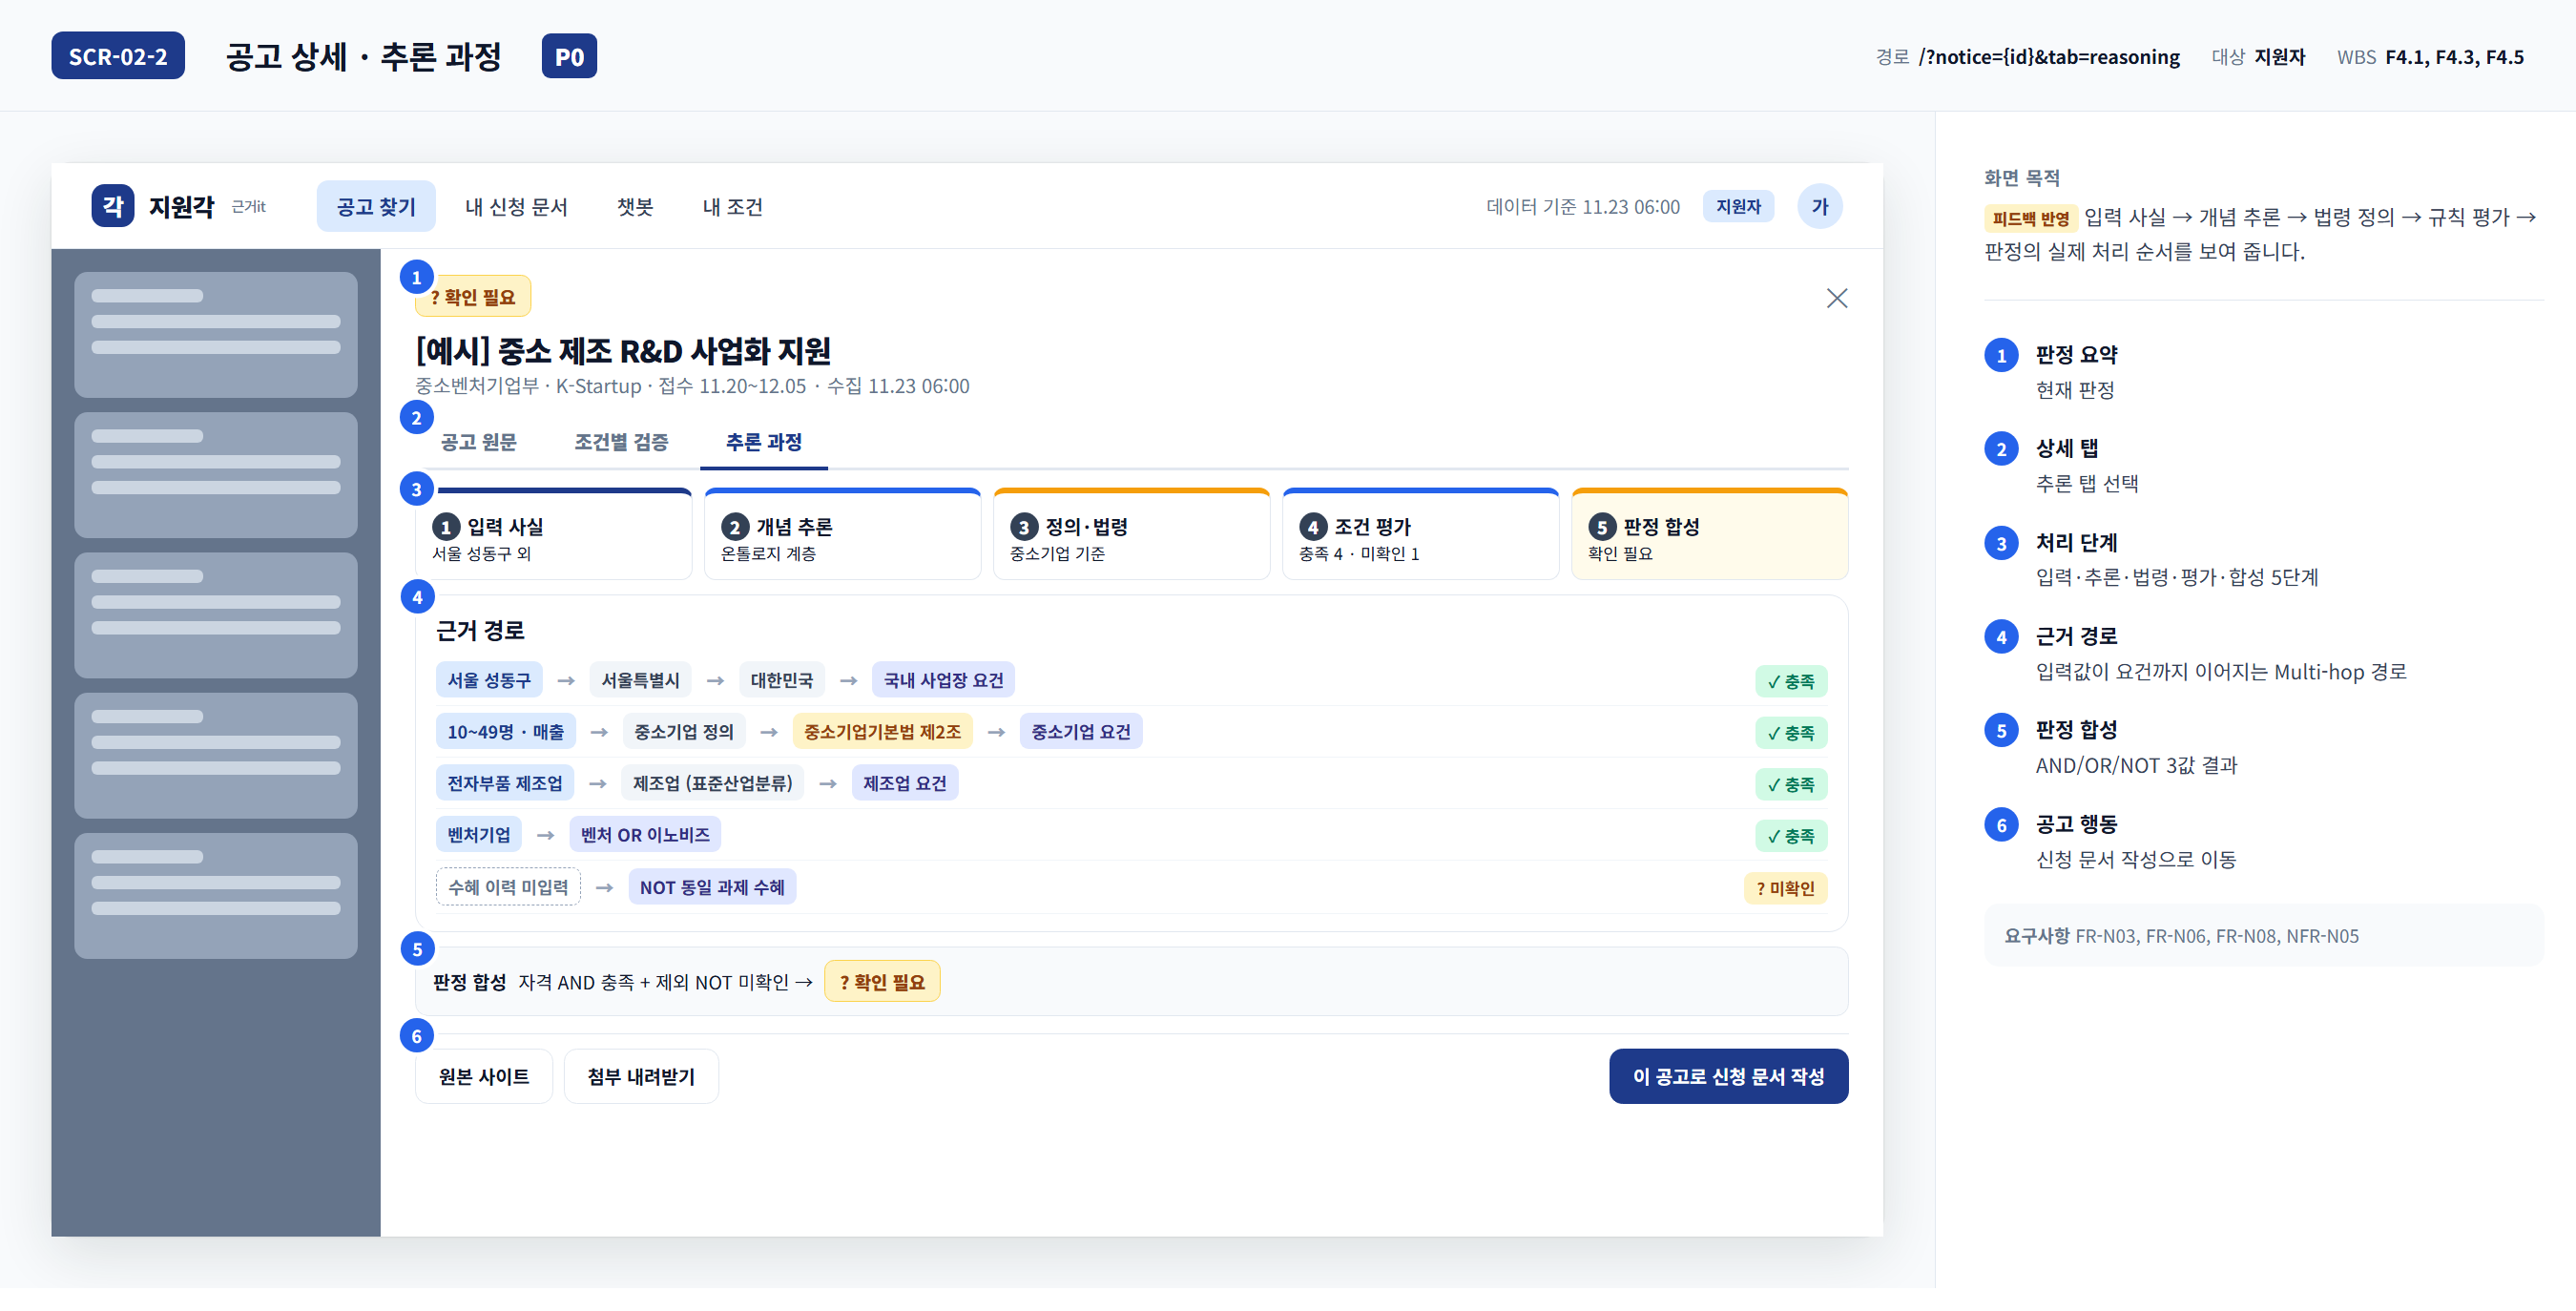 SCR-02-2 공고 상세 · 추론 과정 P0
경로 /?notice={id}&tab=reasoning 대상 지원자 WBS F4.1, F4.3, F4.5
각 지원각 근거it 공고 찾기 내 신청 문서 챗봇 내 조건 데이터 기준 11.23 06:00 지원자 가
1
? 확인 필요
[예시] 중소 제조 R&D 사업화 지원
중소벤처기업부 · K-Startup · 접수 11.20~12.05 · 수집 11.23 06:00
2
공고 원문 조건별 검증 추론 과정
3
1 입력 사실
서울 성동구 외
2 개념 추론
온톨로지 계층
3 정의·법령
중소기업 기준
4 조건 평가
충족 4 · 미확인 1
5 판정 합성
확인 필요
4
근거 경로
서울 성동구 → 서울특별시 → 대한민국 → 국내 사업장 요건 ✓ 충족
10~49명 · 매출 → 중소기업 정의 → 중소기업기본법 제2조 → 중소기업 요건 ✓ 충족
전자부품 제조업 → 제조업 (표준산업분류) → 제조업 요건 ✓ 충족
벤처기업 → 벤처 OR 이노비즈 ✓ 충족
수혜 이력 미입력 → NOT 동일 과제 수혜 ? 미확인
5
판정 합성 자격 AND 충족 + 제외 NOT 미확인 → ? 확인 필요
6
원본 사이트 첨부 내려받기 이 공고로 신청 문서 작성
화면 목적
피드백 반영 입력 사실 → 개념 추론 → 법령 정의 → 규칙 평가 →
판정의 실제 처리 순서를 보여 줍니다.
1 판정 요약
현재 판정
2 상세 탭
추론 탭 선택
3 처리 단계
입력·추론·법령·평가·합성 5단계
4 근거 경로
입력값이 요건까지 이어지는 Multi-hop 경로
5 판정 합성
AND/OR/NOT 3값 결과
6 공고 행동
신청 문서 작성으로 이동
요구사항 FR-N03, FR-N06, FR-N08, NFR-N05